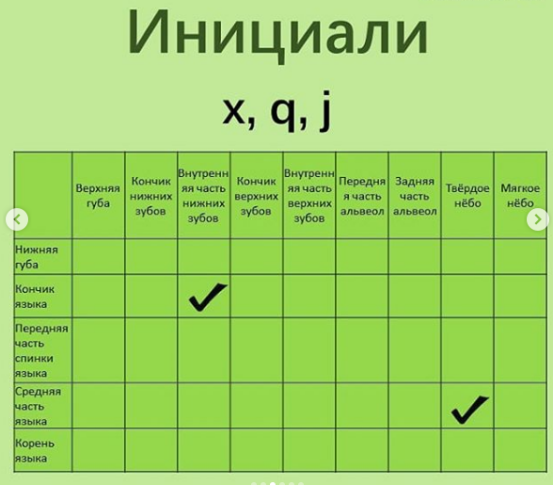 Инициали
x, q, j
Верхняя губа
Кончик нижних зубов
Внутренняя часть нижних зубов
Кончик верхних зубов
Внутренняя часть верхних зубов
Передняя часть альвеол
Задняя часть альвеол
Твёрдое нёбо
Мягкое нёбо
Нижняя губа
Кончик языка
Передняя часть спинки языка
Средняя часть языка
Корень языка